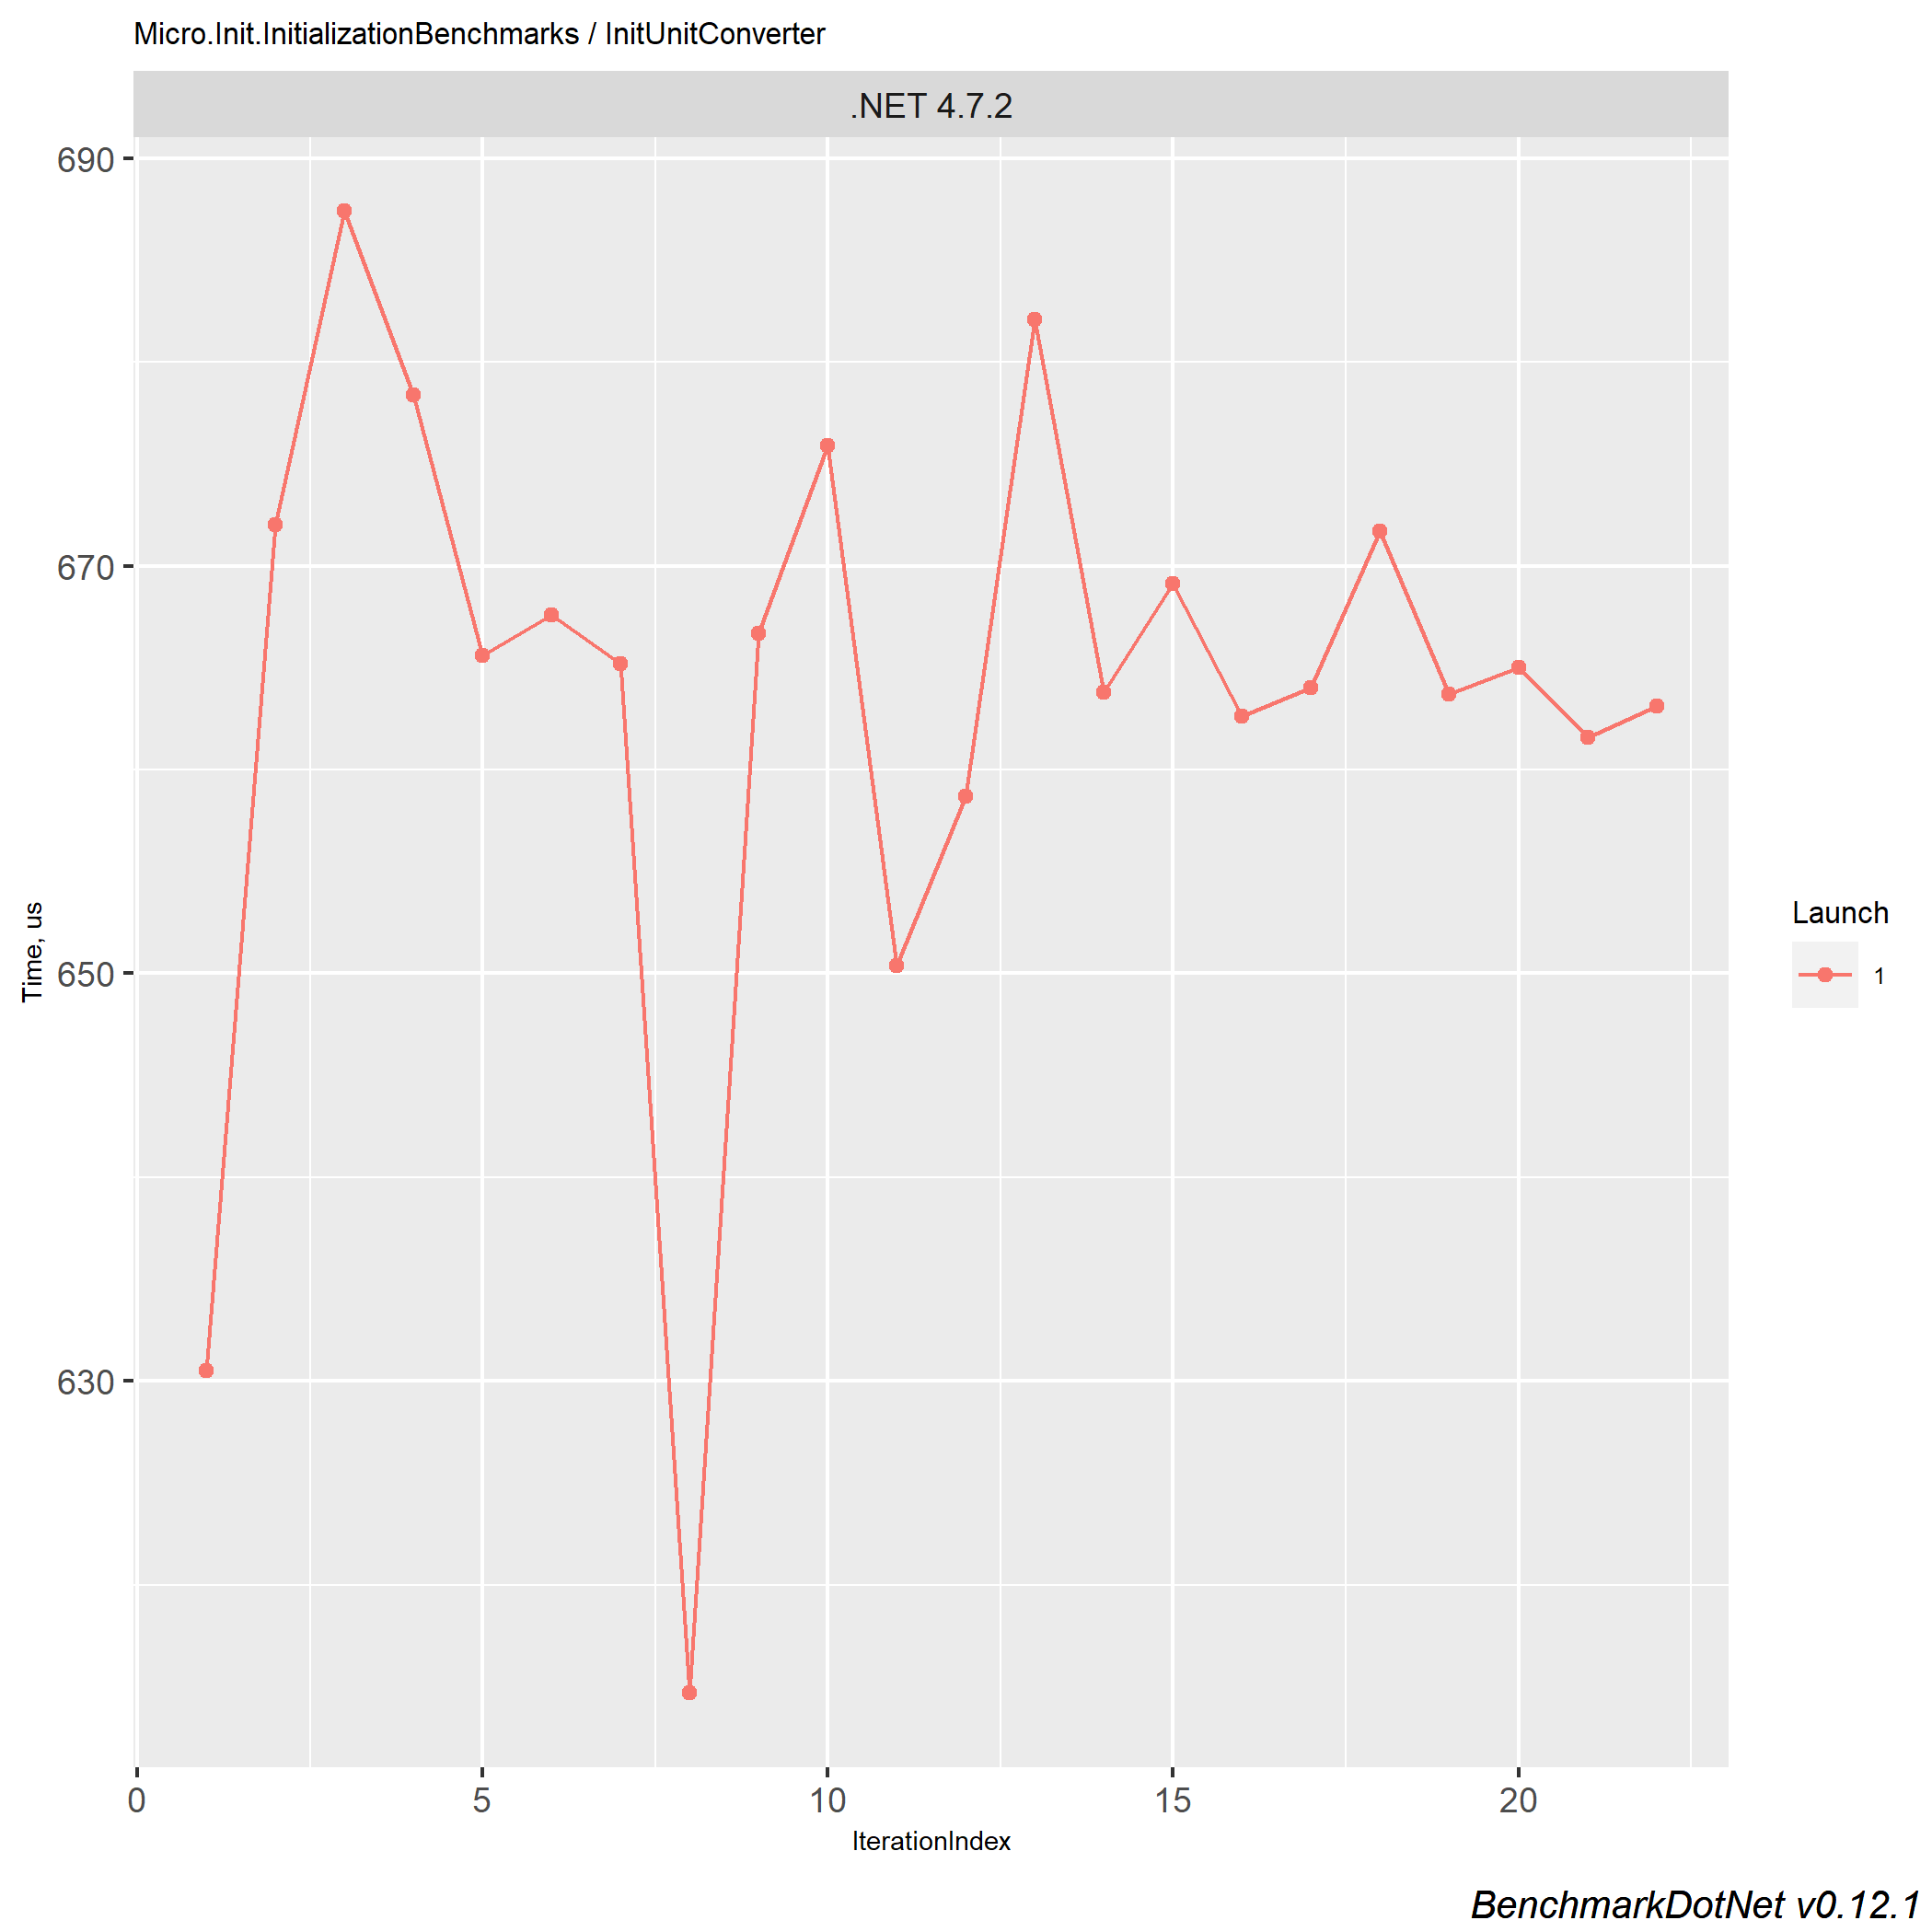 Micro.Init.InitializationBenchmarks / InitUnitConverter
.NET 4.7.2
690
670
650
630
Time, us
0 5 10 15 20
IterationIndex
Launch
1
BenchmarkDotNet v0.12.1